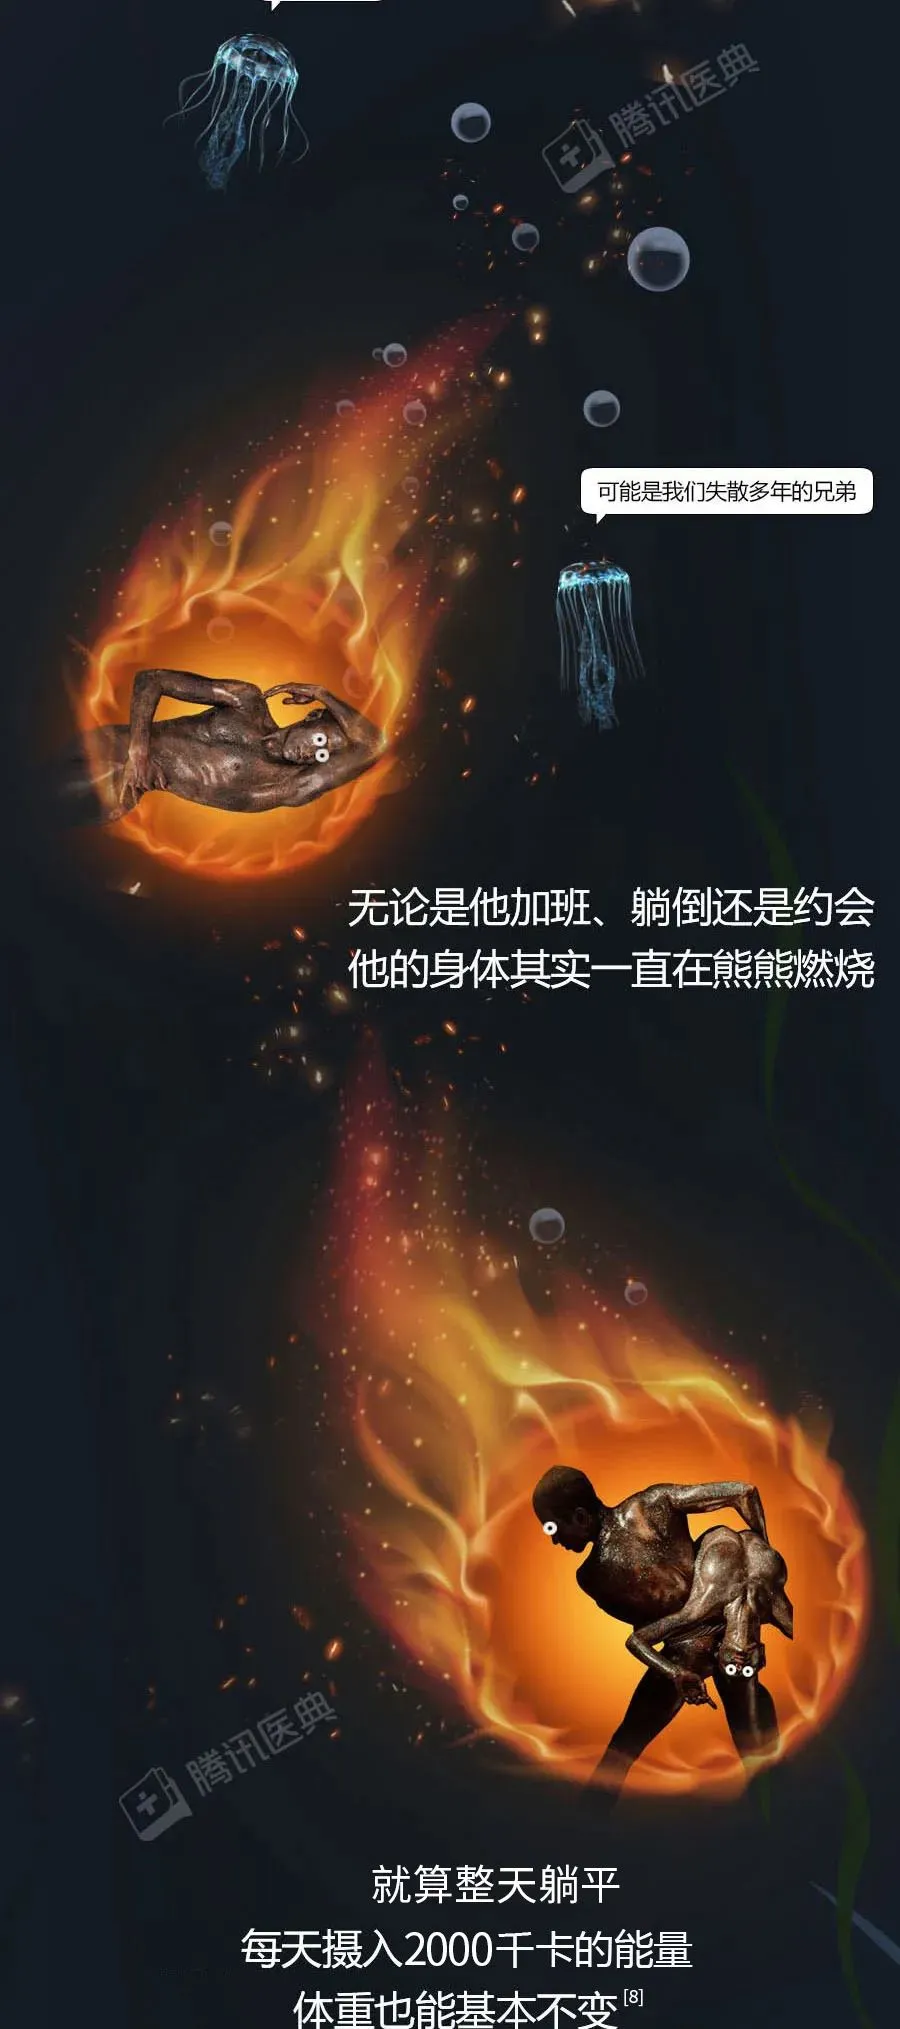 腾讯医典
可能是我们失散多年的兄弟
无论是他加班、躺倒还是约会
他的身体其实一直在熊熊燃烧
腾讯医典
就算整天躺平
每天摄入2000千卡的能量
体重也能基本不变[8]